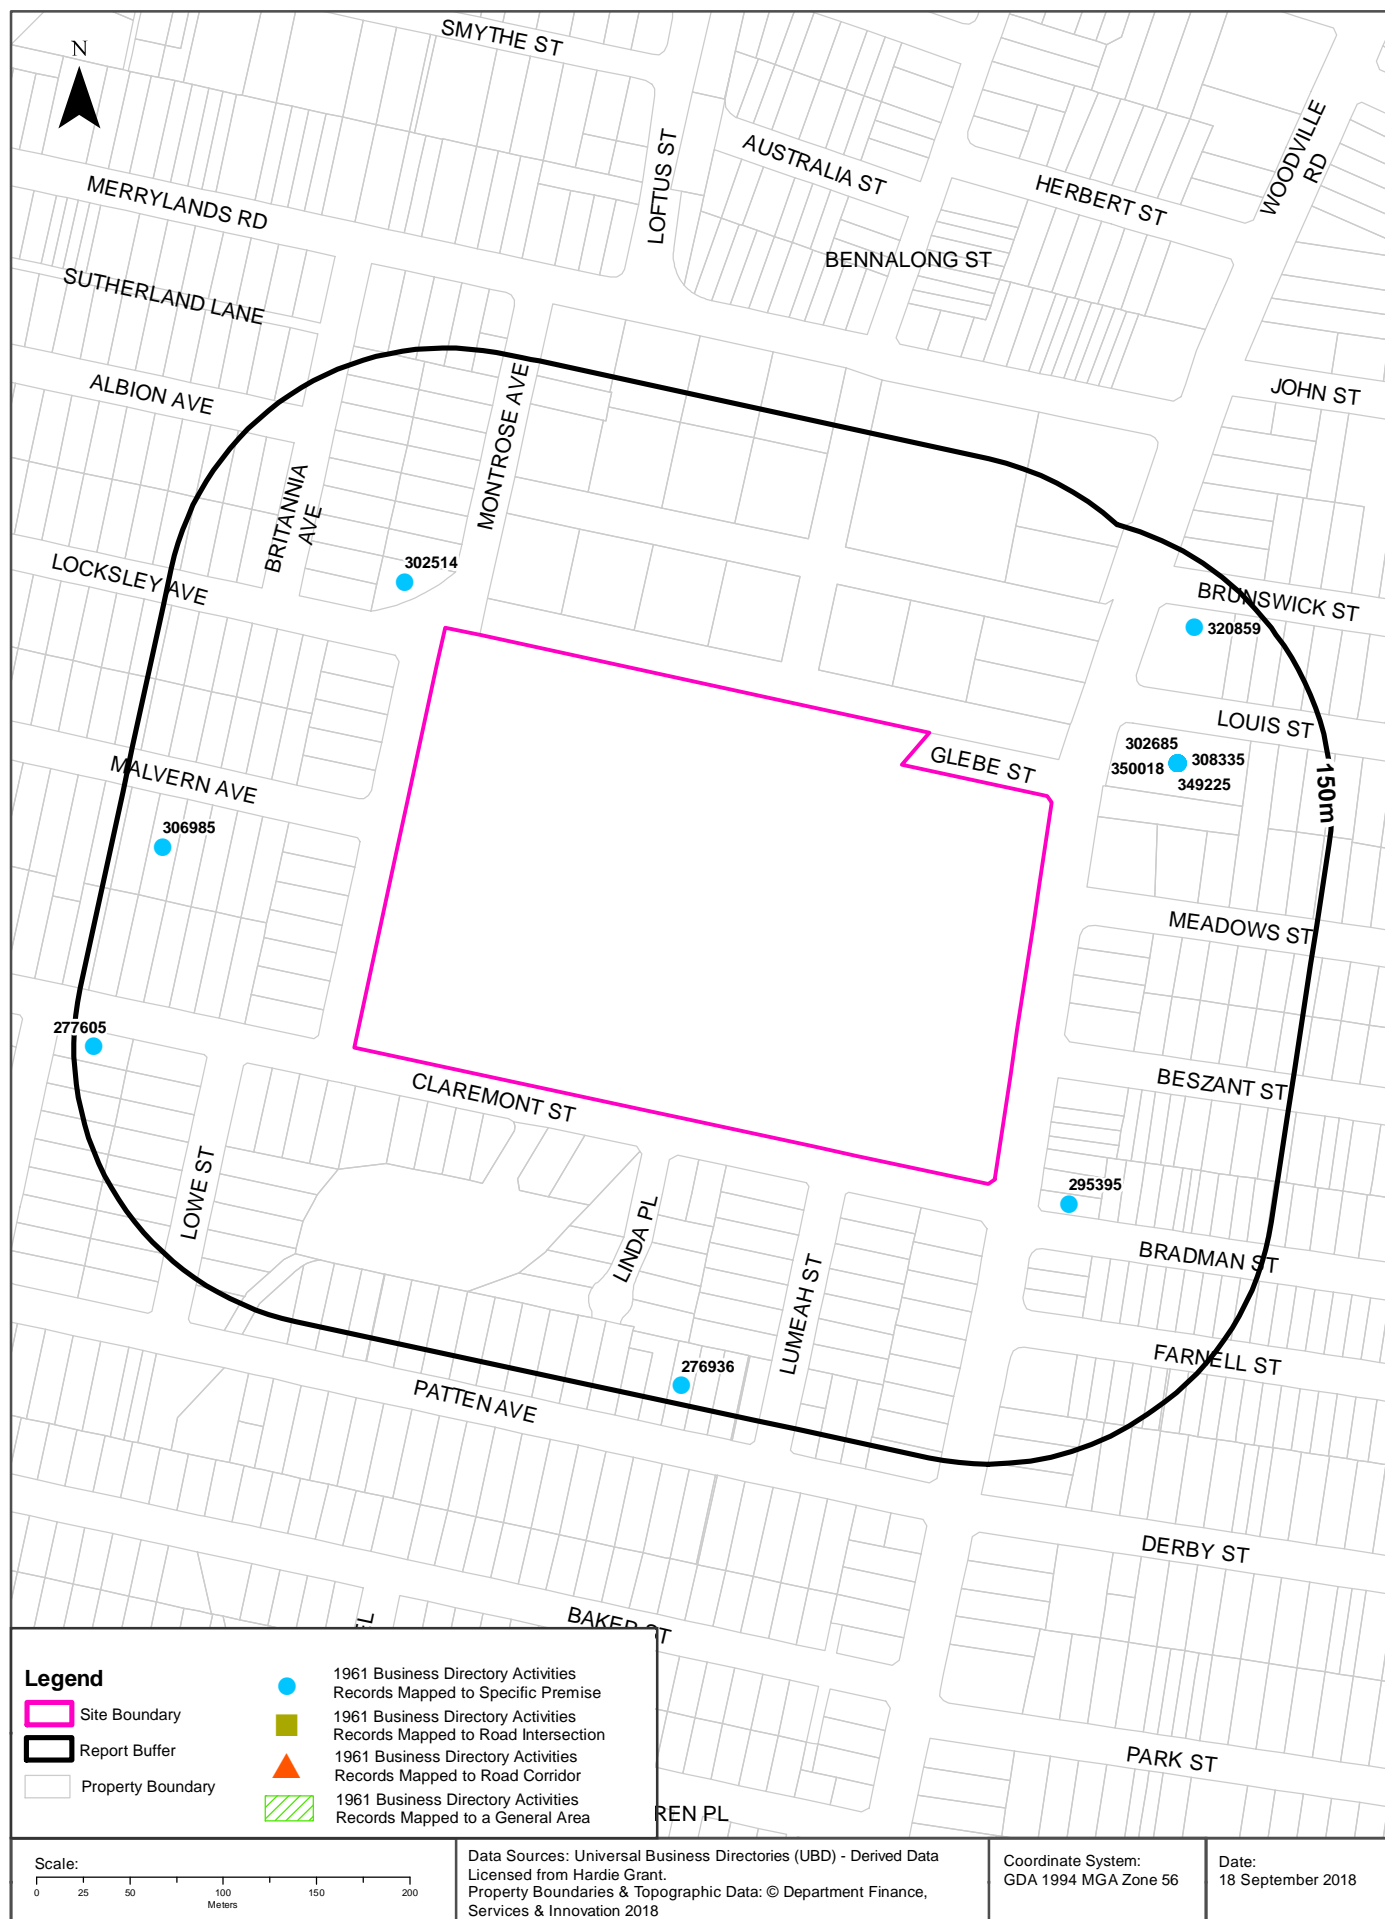 SMYTHE ST
N
WOODVILLE
RD
LOFTUS ST
AUSTRALIA ST
HERBERT ST
MERRYLANDS RD
BENNALONG ST
SUTHERLAND LANE
ALBION AVE
JOHN ST
MONTROSE AVE
BRITANNIA
AVE
302514
LOCKSLEY AVE
BRUNSWICK ST
320859
LOUIS ST
302685
308335
350018
349225
GLEBE ST
150m
MALVERN AVE
306985
MEADOWS ST
277605
CLAREMONT ST
BESZANT ST
LOWE ST
295395
LINDA PL
BRADMAN ST
LUMEAH ST
FARNELL ST
276936
PATTEN AVE
DERBY ST
BAKER ST
EL
PARK ST
REN PL
Legend
Site Boundary
Report Buffer
Property Boundary
1961 Business Directory Activities
Records Mapped to Specific Premise
1961 Business Directory Activities
Records Mapped to Road Intersection
1961 Business Directory Activities
Records Mapped to Road Corridor
1961 Business Directory Activities
Records Mapped to a General Area
Scale:
0 25 50 100 150 200
Meters
Data Sources: Universal Business Directories (UBD) - Derived Data
Licensed from Hardie Grant.
Property Boundaries & Topographic Data: © Department Finance,
Services & Innovation 2018
Coordinate System:
GDA 1994 MGA Zone 56
Date:
18 September 2018